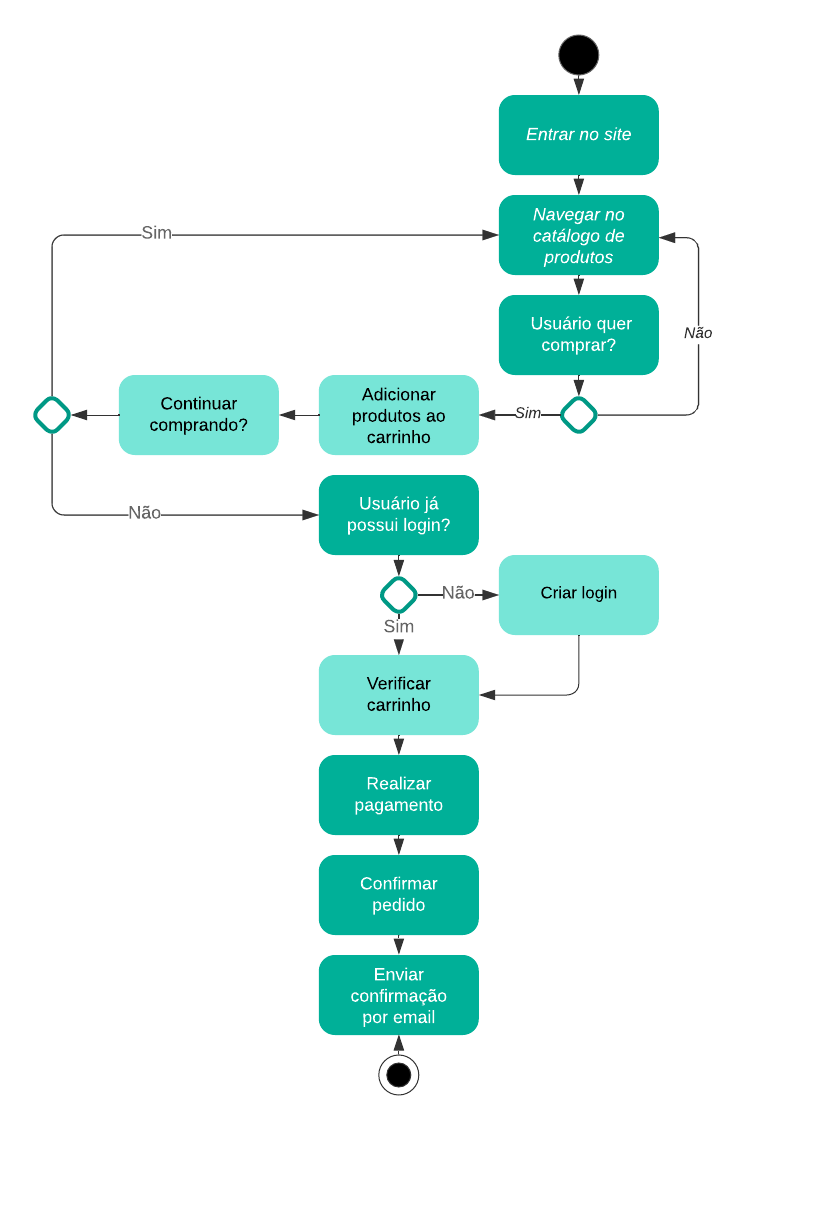 Entrar no site
Navegar no
catálogo de
produtos
Sim
Usuário quer
comprar?
Não
Sim
Adicionar
produtos ao
carrinho
Continuar
comprando?
Não
Usuário já
possui login?
Não
Criar login
Sim
Verificar
carrinho
Realizar
pagamento
Confirmar
pedido
Enviar
confirmação
por email